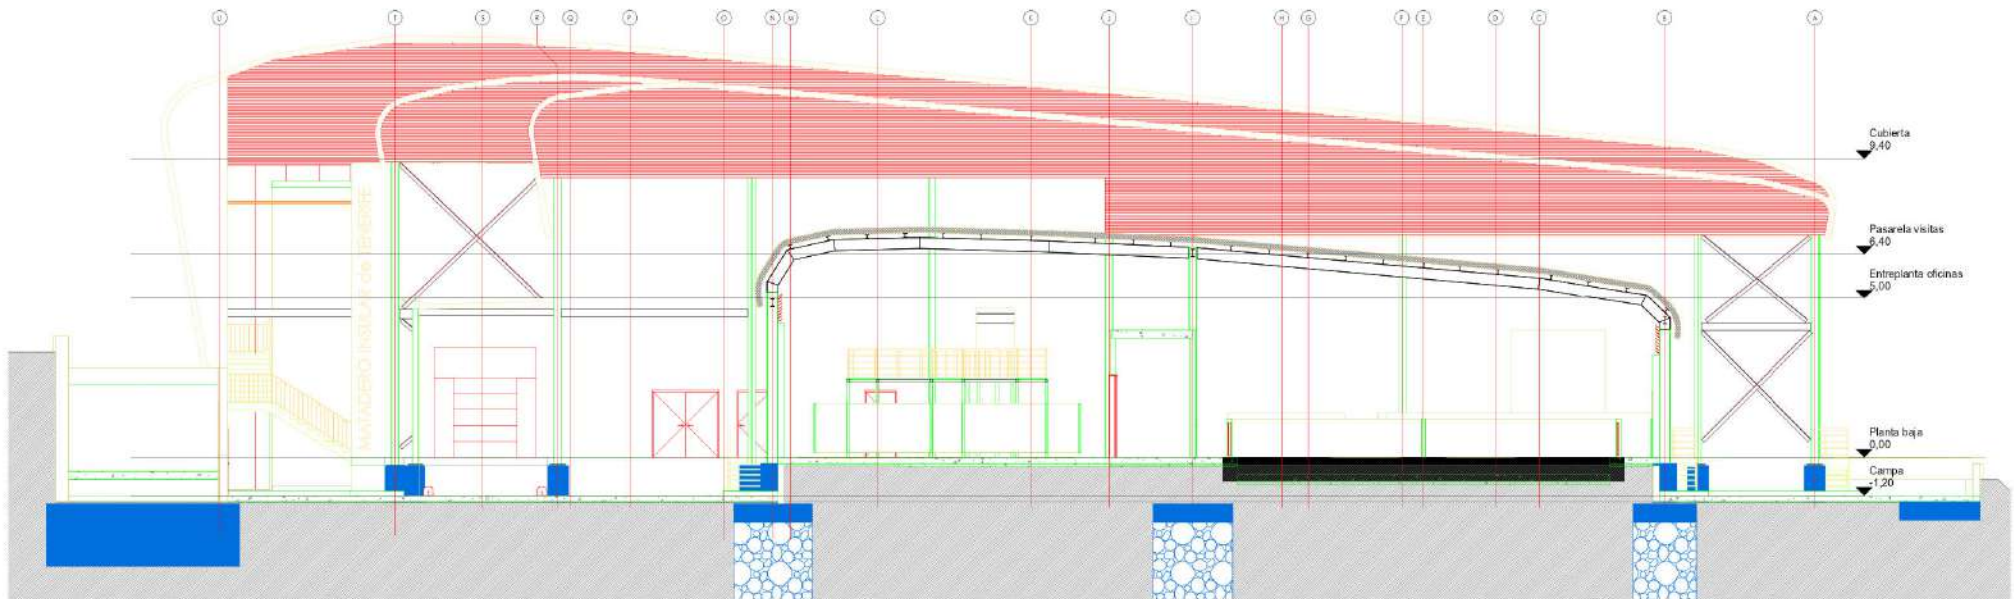 U T S R Q P O N M L K J I H G F E D C B A
Cubierta
9,40
Pasarela visitas
6,40
Entreplanta oficinas
5,00
MATADERO INSULAR de TENERIFE
Planta baja
0,00
Campa
-1,20